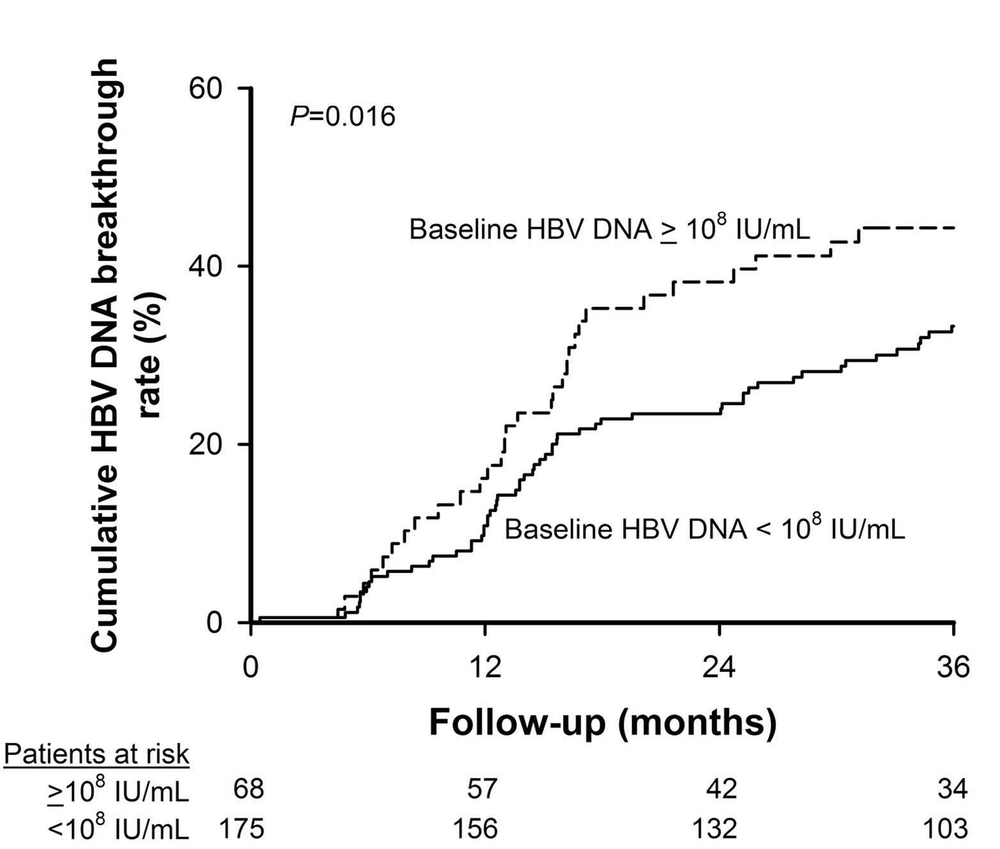 Cumulative HBV DNA breakthrough
rate (%)
60
40
20
0
P=0.016
Baseline HBV DNA ≥ 10⁸ IU/mL
Baseline HBV DNA < 10⁸ IU/mL
0 12 24 36
Follow-up (months)
Patients at risk
≥10⁸ IU/mL 68 57 42 34
<10⁸ IU/mL 175 156 132 103